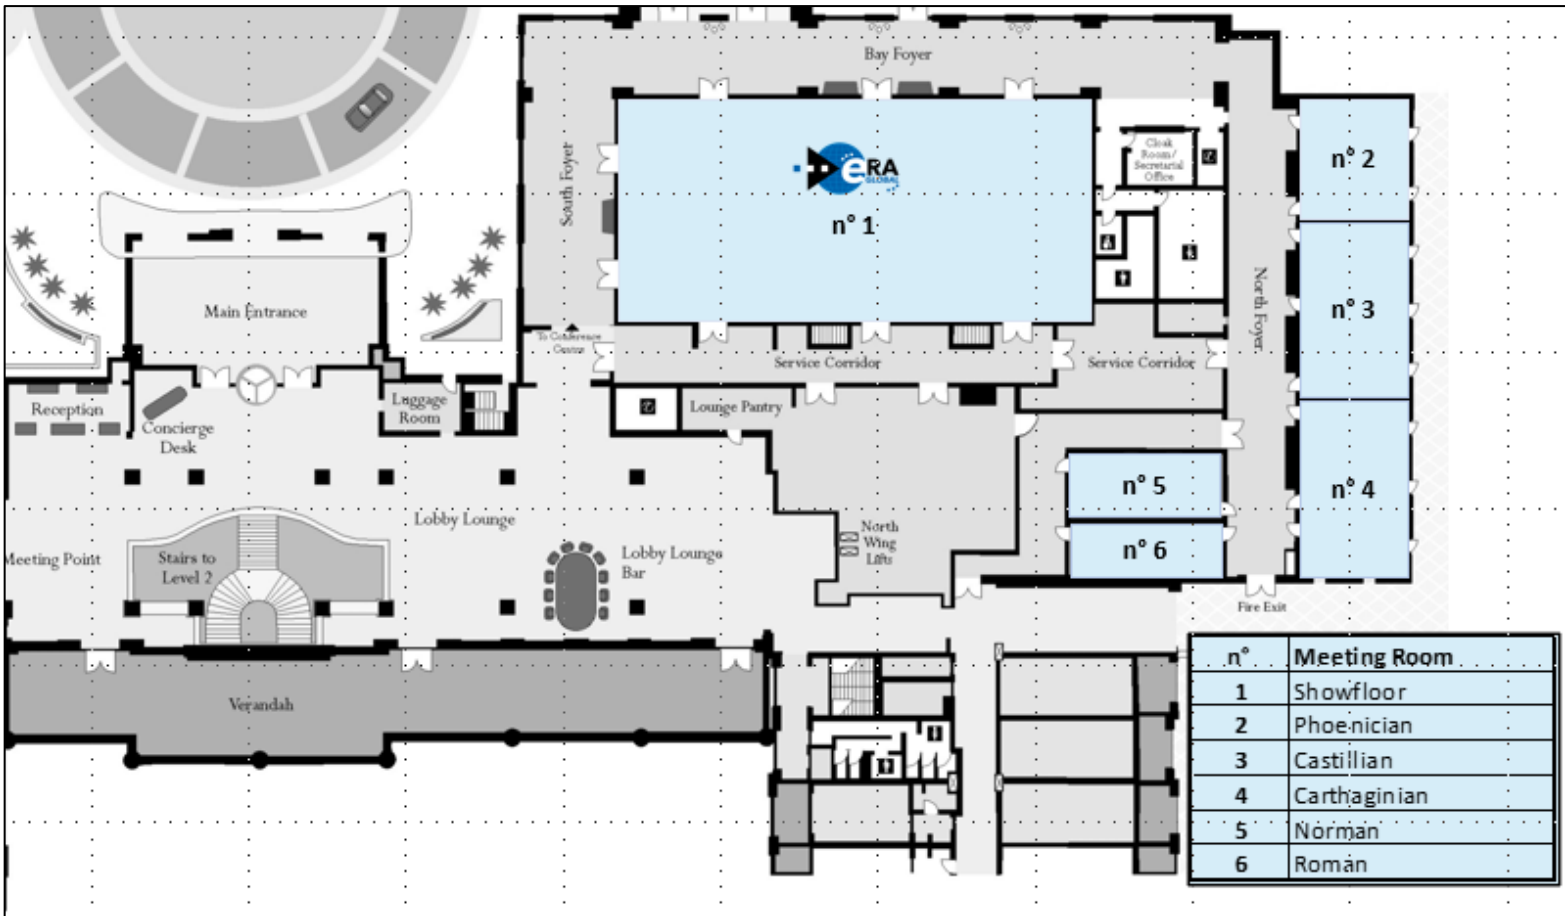 Bay Foyer
South Foyer
eRA
GLOBAL
n° 1
Cloak
Room/
Secretarial
Office
n° 2
n° 3
North Foyer
n° 4
Main Entrance
To Conference
Centre
Service Corridor
Service Corridor
Reception
Concierge
Desk
Luggage
Room
Lounge Pantry
n° 5
n° 6
Lobby Lounge
North
Wing
Lifts
Meeting Point
Stairs to
Level 2
Lobby Lounge
Bar
Fire Exit
Verandah
n° Meeting Room
1 Showfloor
2 Phoenician
3 Castillian
4 Carthaginian
5 Norman
6 Roman